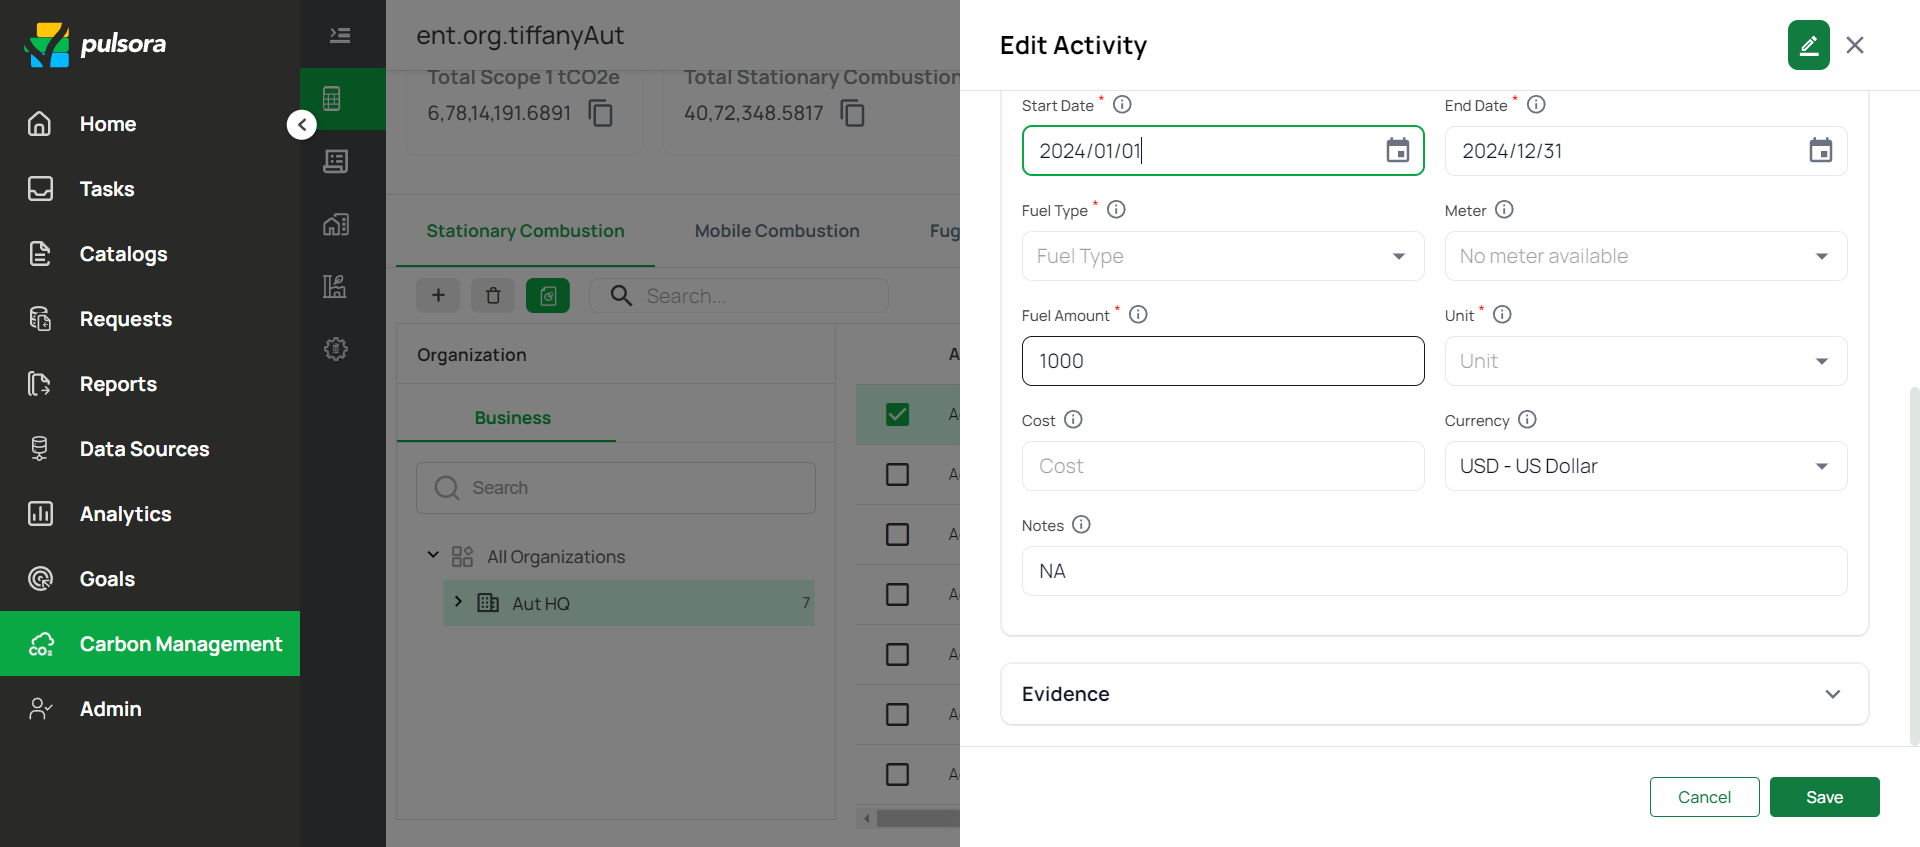 pulsora
Home
Tasks
Catalogs
Requests
Reports
Data Sources
Analytics
Goals
CO₂
Carbon Management
Admin
ent.org.tiffanyAut
Total Scope 1 tCO2e
6,78,14,191.6891
Total Stationary Combustion
40,72,348.5817
Stationary Combustion
Mobile Combustion
Fug
Search...
Organization
Business
Search
All Organizations
Aut HQ
7
A
A
A
A
A
A
A
A
Edit Activity
Start Date *
End Date *
2024/01/01
2024/12/31
Fuel Type *
Meter
Fuel Type
No meter available
Fuel Amount *
Unit *
1000
Unit
Cost
Currency
Cost
USD - US Dollar
Notes
NA
Evidence
Cancel
Save